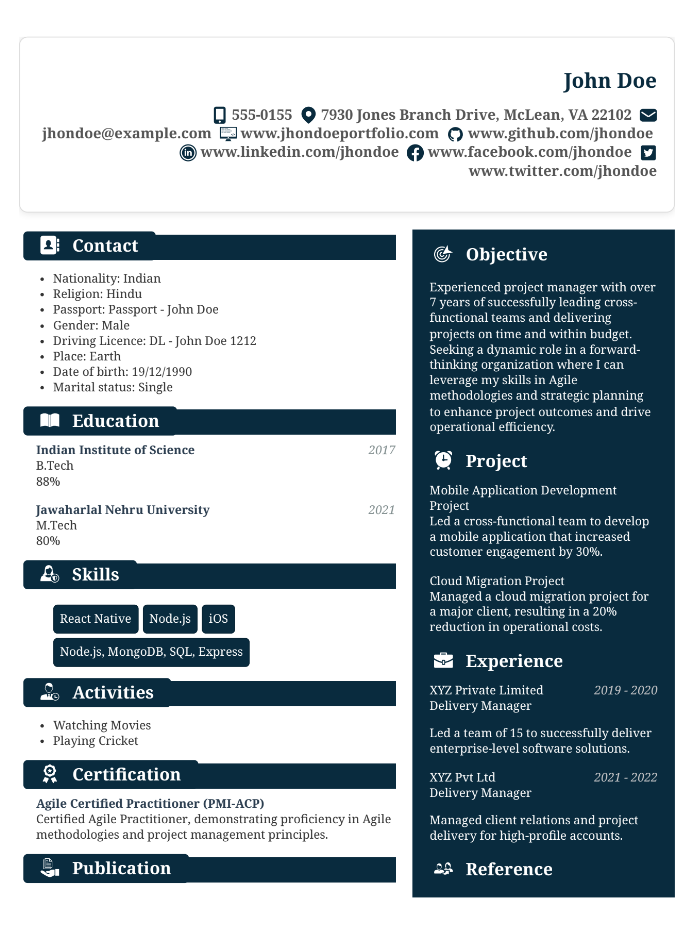 John Doe
555-0155 7930 Jones Branch Drive, McLean, VA 22102
jhondoe@example.com www.jhondoeportfolio.com www.github.com/jhondoe
www.linkedin.com/jhondoe www.facebook.com/jhondoe
www.twitter.com/jhondoe
Contact
• Nationality: Indian
• Religion: Hindu
• Passport: Passport - John Doe
• Gender: Male
• Driving Licence: DL - John Doe 1212
• Place: Earth
• Date of birth: 19/12/1990
• Marital status: Single
Education
Indian Institute of Science 2017
B.Tech
88%
Jawaharlal Nehru University 2021
M.Tech
80%
Skills
React Native Node.js iOS
Node.js, MongoDB, SQL, Express
Activities
• Watching Movies
• Playing Cricket
Certification
Agile Certified Practitioner (PMI-ACP)
Certified Agile Practitioner, demonstrating proficiency in Agile
methodologies and project management principles.
Publication
Objective
Experienced project manager with over
7 years of successfully leading cross-
functional teams and delivering
projects on time and within budget.
Seeking a dynamic role in a forward-
thinking organization where I can
leverage my skills in Agile
methodologies and strategic planning
to enhance project outcomes and drive
operational efficiency.
Project
Mobile Application Development
Project
Led a cross-functional team to develop
a mobile application that increased
customer engagement by 30%.
Cloud Migration Project
Managed a cloud migration project for
a major client, resulting in a 20%
reduction in operational costs.
Experience
XYZ Private Limited 2019 - 2020
Delivery Manager
Led a team of 15 to successfully deliver
enterprise-level software solutions.
XYZ Pvt Ltd 2021 - 2022
Delivery Manager
Managed client relations and project
delivery for high-profile accounts.
Reference